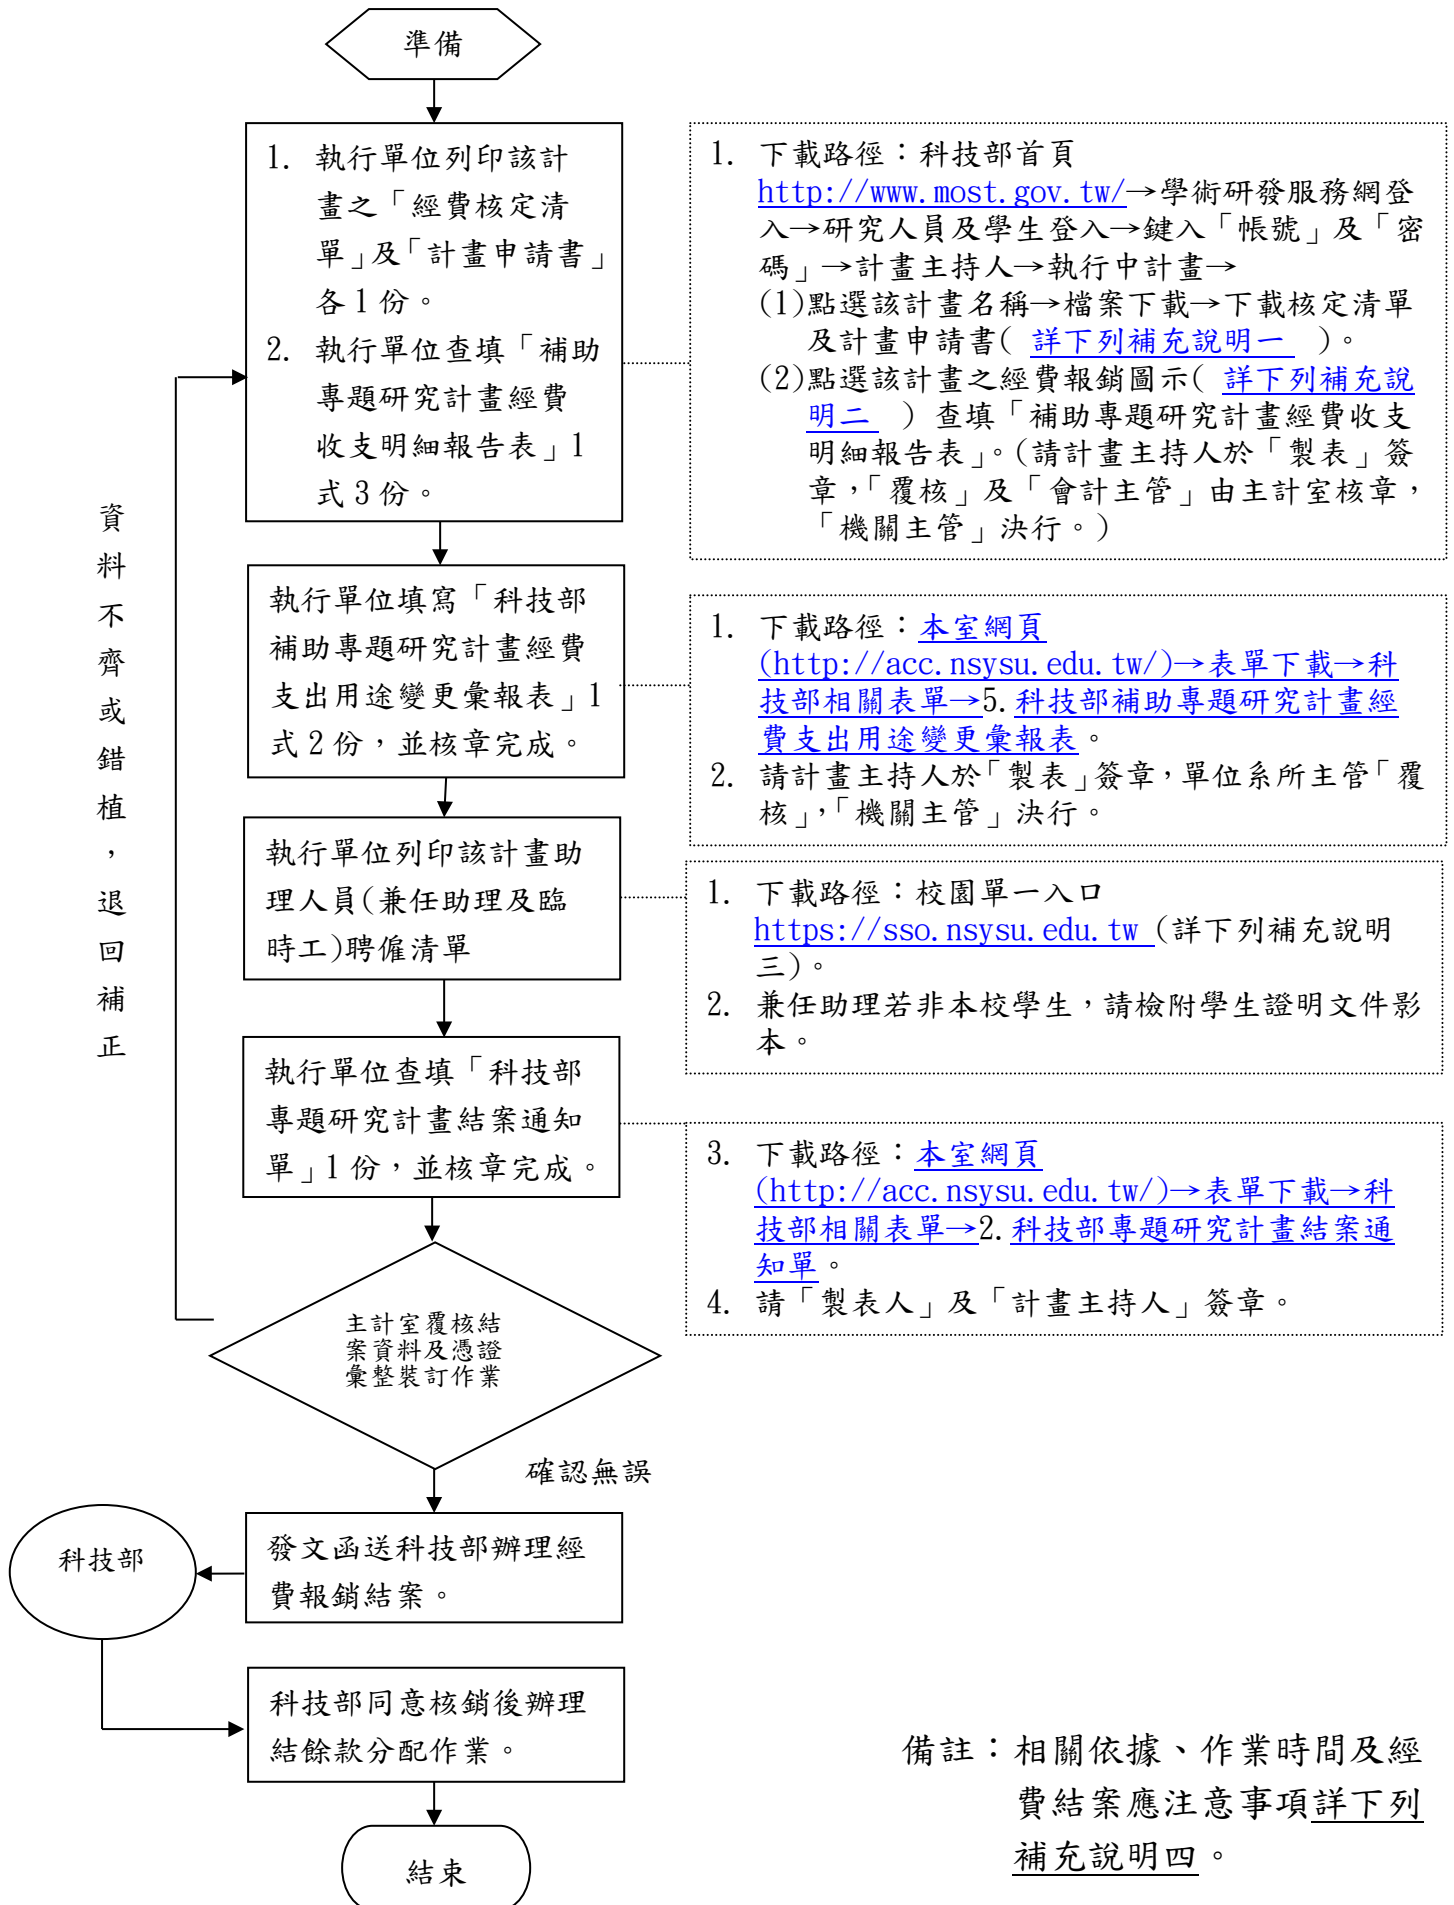 準備
1. 執行單位列印該計
畫之「經費核定清
單」及「計畫申請書」
各1份。
2. 執行單位查填「補助
專題研究計畫經費
收支明細報告表」1
式3份。
1. 下載路徑：科技部首頁
http://www.most.gov.tw/→學術研發服務網登
入→研究人員及學生登入→鍵入「帳號」及「密
碼」→計畫主持人→執行中計畫→
(1)點選該計畫名稱→檔案下載→下載核定清單
及計畫申請書( 詳下列補充說明一 )。
(2)點選該計畫之經費報銷圖示( 詳下列補充說
明二 ) 查填「補助專題研究計畫經費收支
明細報告表」。(請計畫主持人於「製表」簽
章，「覆核」及「會計主管」由主計室核章，
「機關主管」決行。)
資料不齊或錯植，退回補正
執行單位填寫「科技部
補助專題研究計畫經費
支出用途變更彙報表」1
式2份，並核章完成。
1. 下載路徑：本室網頁
(http://acc.nsysu.edu.tw/)→表單下載→科
技部相關表單→5.科技部補助專題研究計畫經
費支出用途變更彙報表。
2. 請計畫主持人於「製表」簽章，單位系所主管「覆
核」，「機關主管」決行。
執行單位列印該計畫助
理人員(兼任助理及臨
時工)聘僱清單
1. 下載路徑：校園單一入口
https://sso.nsysu.edu.tw (詳下列補充說明
三)。
2. 兼任助理若非本校學生，請檢附學生證明文件影
本。
執行單位查填「科技部
專題研究計畫結案通知
單」1份，並核章完成。
3. 下載路徑：本室網頁
(http://acc.nsysu.edu.tw/)→表單下載→科
技部相關表單→2.科技部專題研究計畫結案通
知單。
4. 請「製表人」及「計畫主持人」簽章。
主計室覆核結
案資料及憑證
彙整裝訂作業
確認無誤
發文函送科技部辦理經
費報銷結案。
科技部
科技部同意核銷後辦理
結餘款分配作業。
結束
備註：相關依據、作業時間及經
費結案應注意事項詳下列
補充說明四。